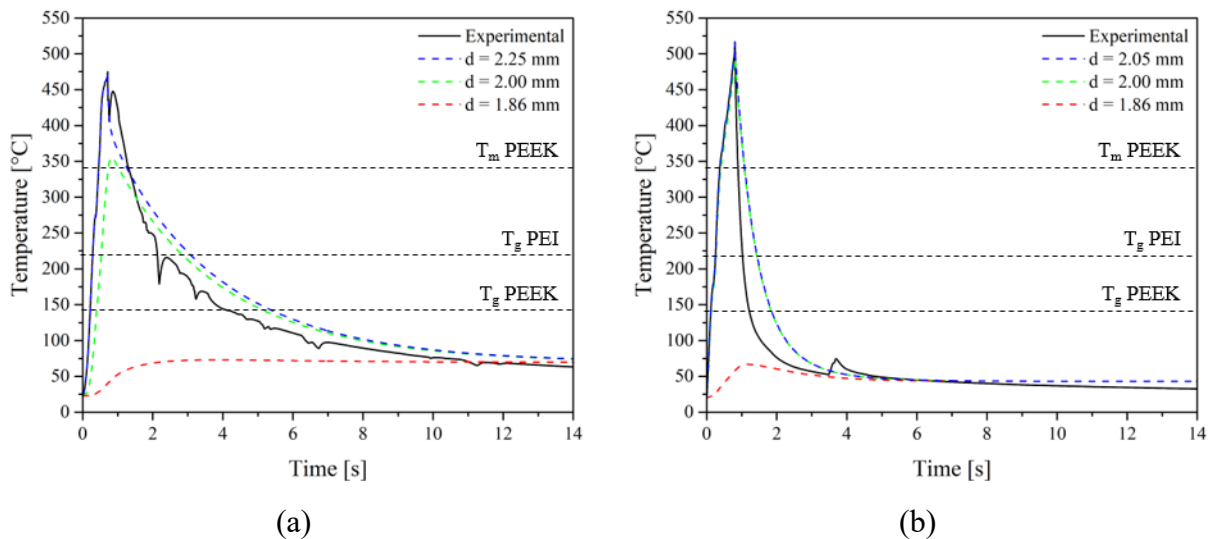 550
500
450
400
350
300
250
200
150
100
50
0
Temperature [°C]
Experimental
d = 2.25 mm
d = 2.00 mm
d = 1.86 mm
Tm PEEK
Tg PEI
Tg PEEK
0 2 4 6 8 10 12 14
Time [s]
(a)
550
500
450
400
350
300
250
200
150
100
50
0
Temperature [°C]
Experimental
d = 2.05 mm
d = 2.00 mm
d = 1.86 mm
Tm PEEK
Tg PEI
Tg PEEK
0 2 4 6 8 10 12 14
Time [s]
(b)